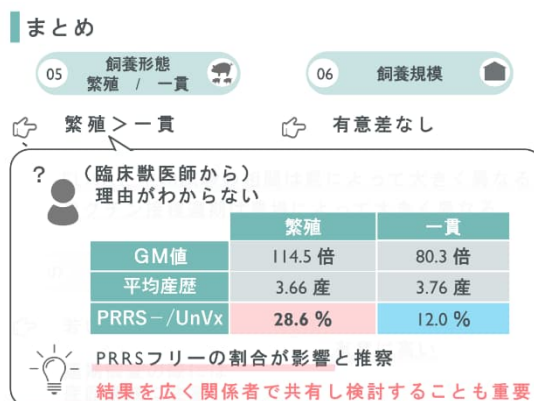 まとめ
05
飼養形態
繁殖 / 一貫
06
飼養規模
繁殖＞一貫
有意差なし
?
（臨床獣医師から）
理由がわからない
繁殖 一貫
GM値 114.5 倍 80.3 倍
平均産歴 3.66 産 3.76 産
PRRS−/UnVx 28.6 % 12.0 %
PRRSフリーの割合が影響と推察
結果を広く関係者で共有し検討することも重要